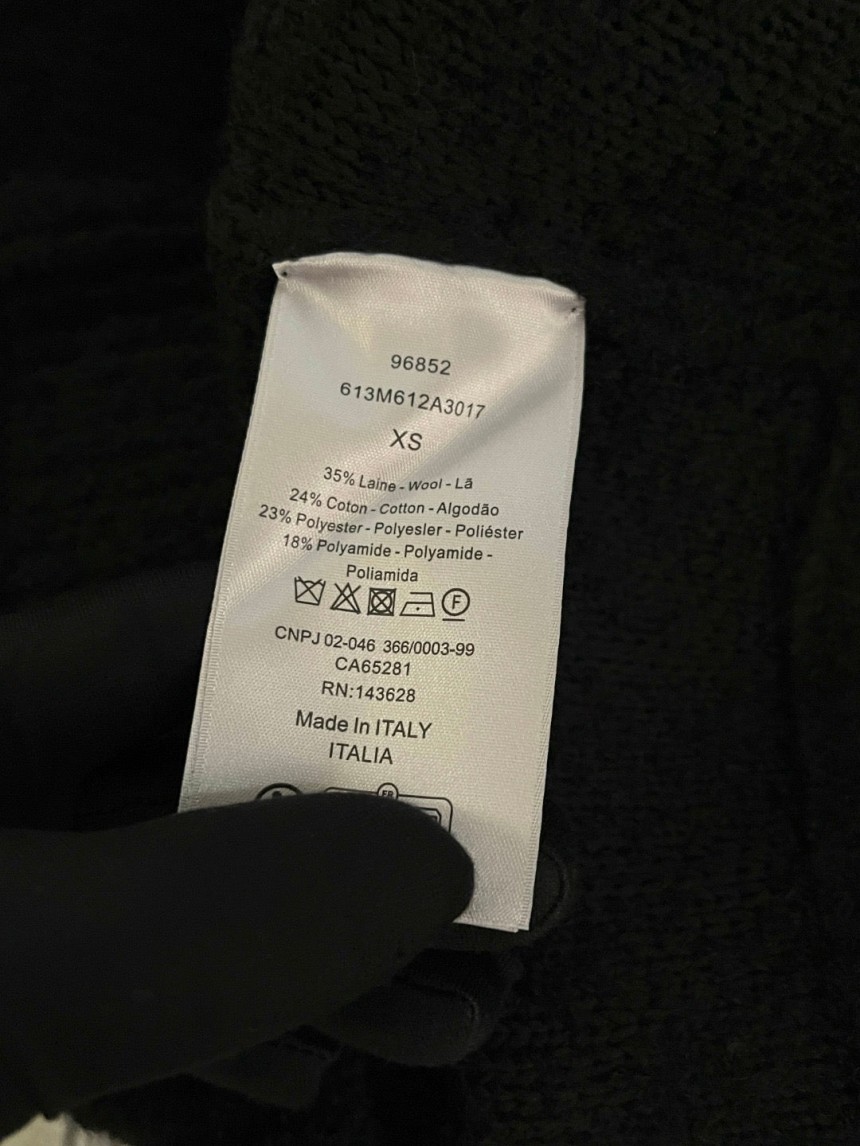 96852
613M612A3017
XS
35% Laine - Wool - Lã
24% Coton - Cotton - Algodão
23% Polyester - Polyesler - Poliéster
18% Polyamide - Polyamide -
Poliamida
F
CNPJ 02-046 366/0003-99
CA65281
RN:143628
Made In ITALY
ITALIA
FR